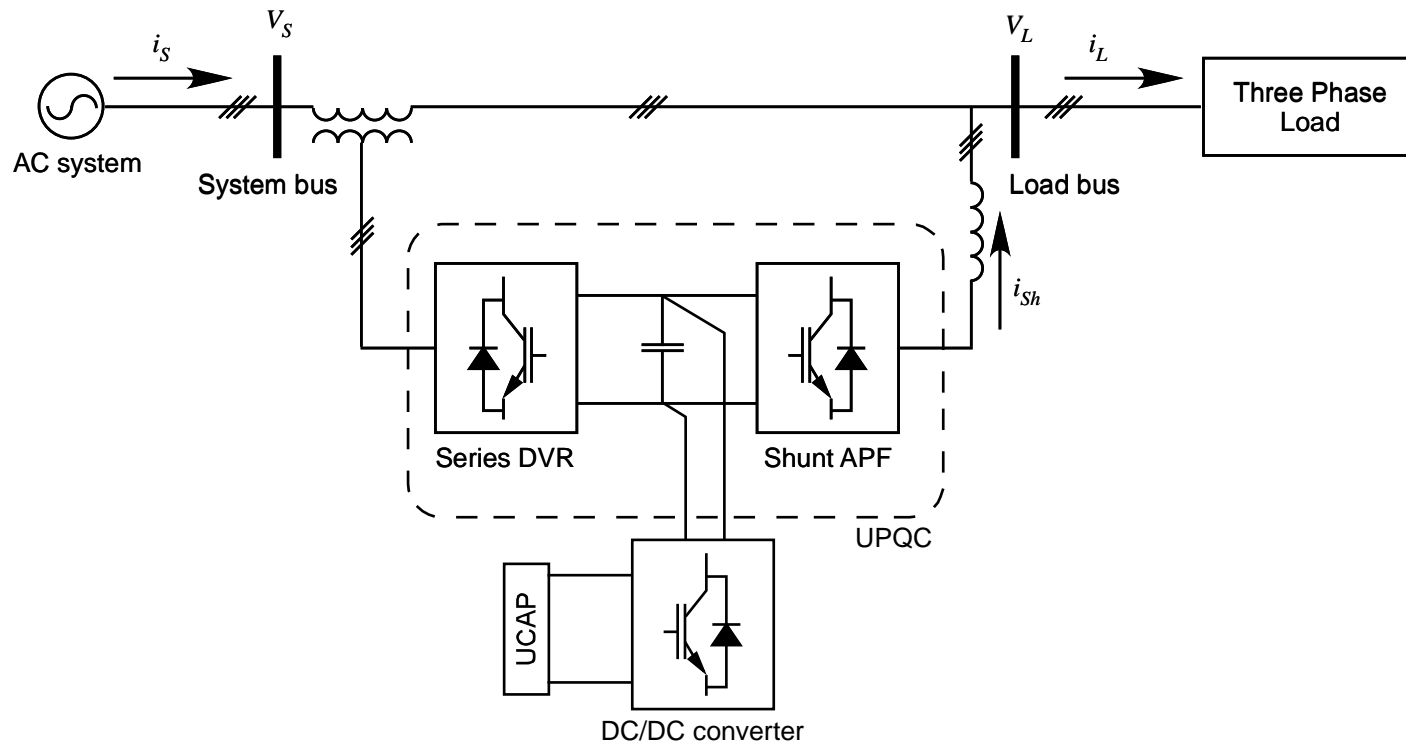 V_S
V_L
i_S
i_L
Three Phase
Load
AC system
System bus
Load bus
i_Sh
Series DVR
Shunt APF
UPQC
UCAP
DC/DC converter